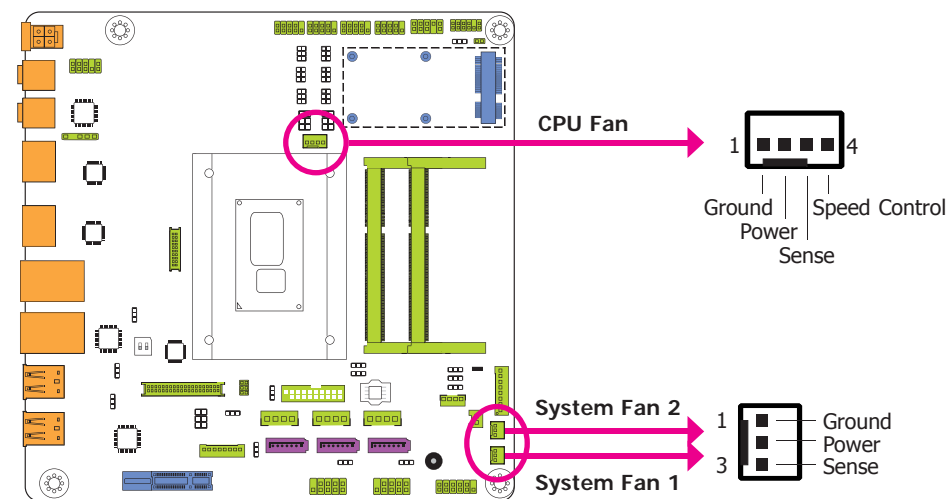 CPU Fan
1
4
Ground
Speed Control
Power
Sense
System Fan 2
System Fan 1
1
3
Ground
Power
Sense